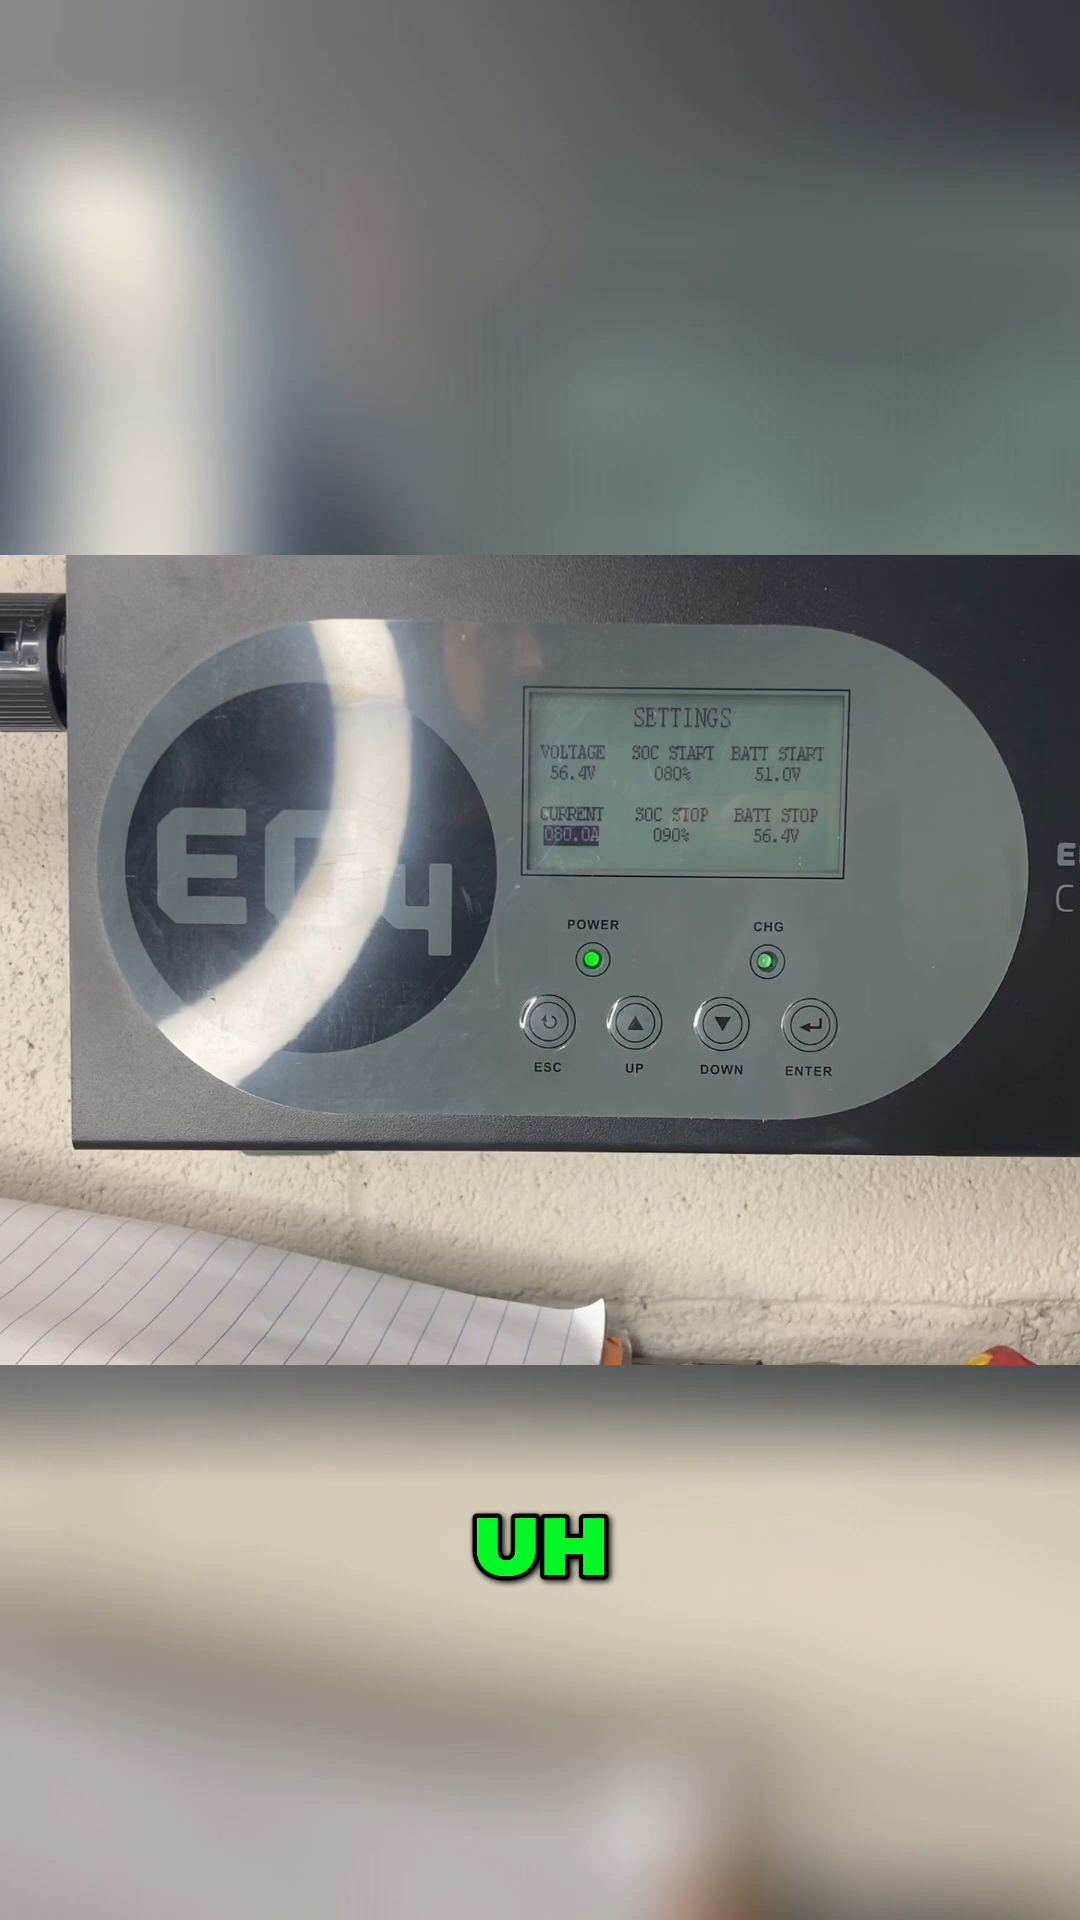 SETTINGS
VOLTAGE SOC START BATT START
56.4V 080% 51.0V
CURRENT SOC STOP BATT STOP
080.0A 090% 56.4V
EG4
POWER CHG
ESC UP DOWN ENTER
UH